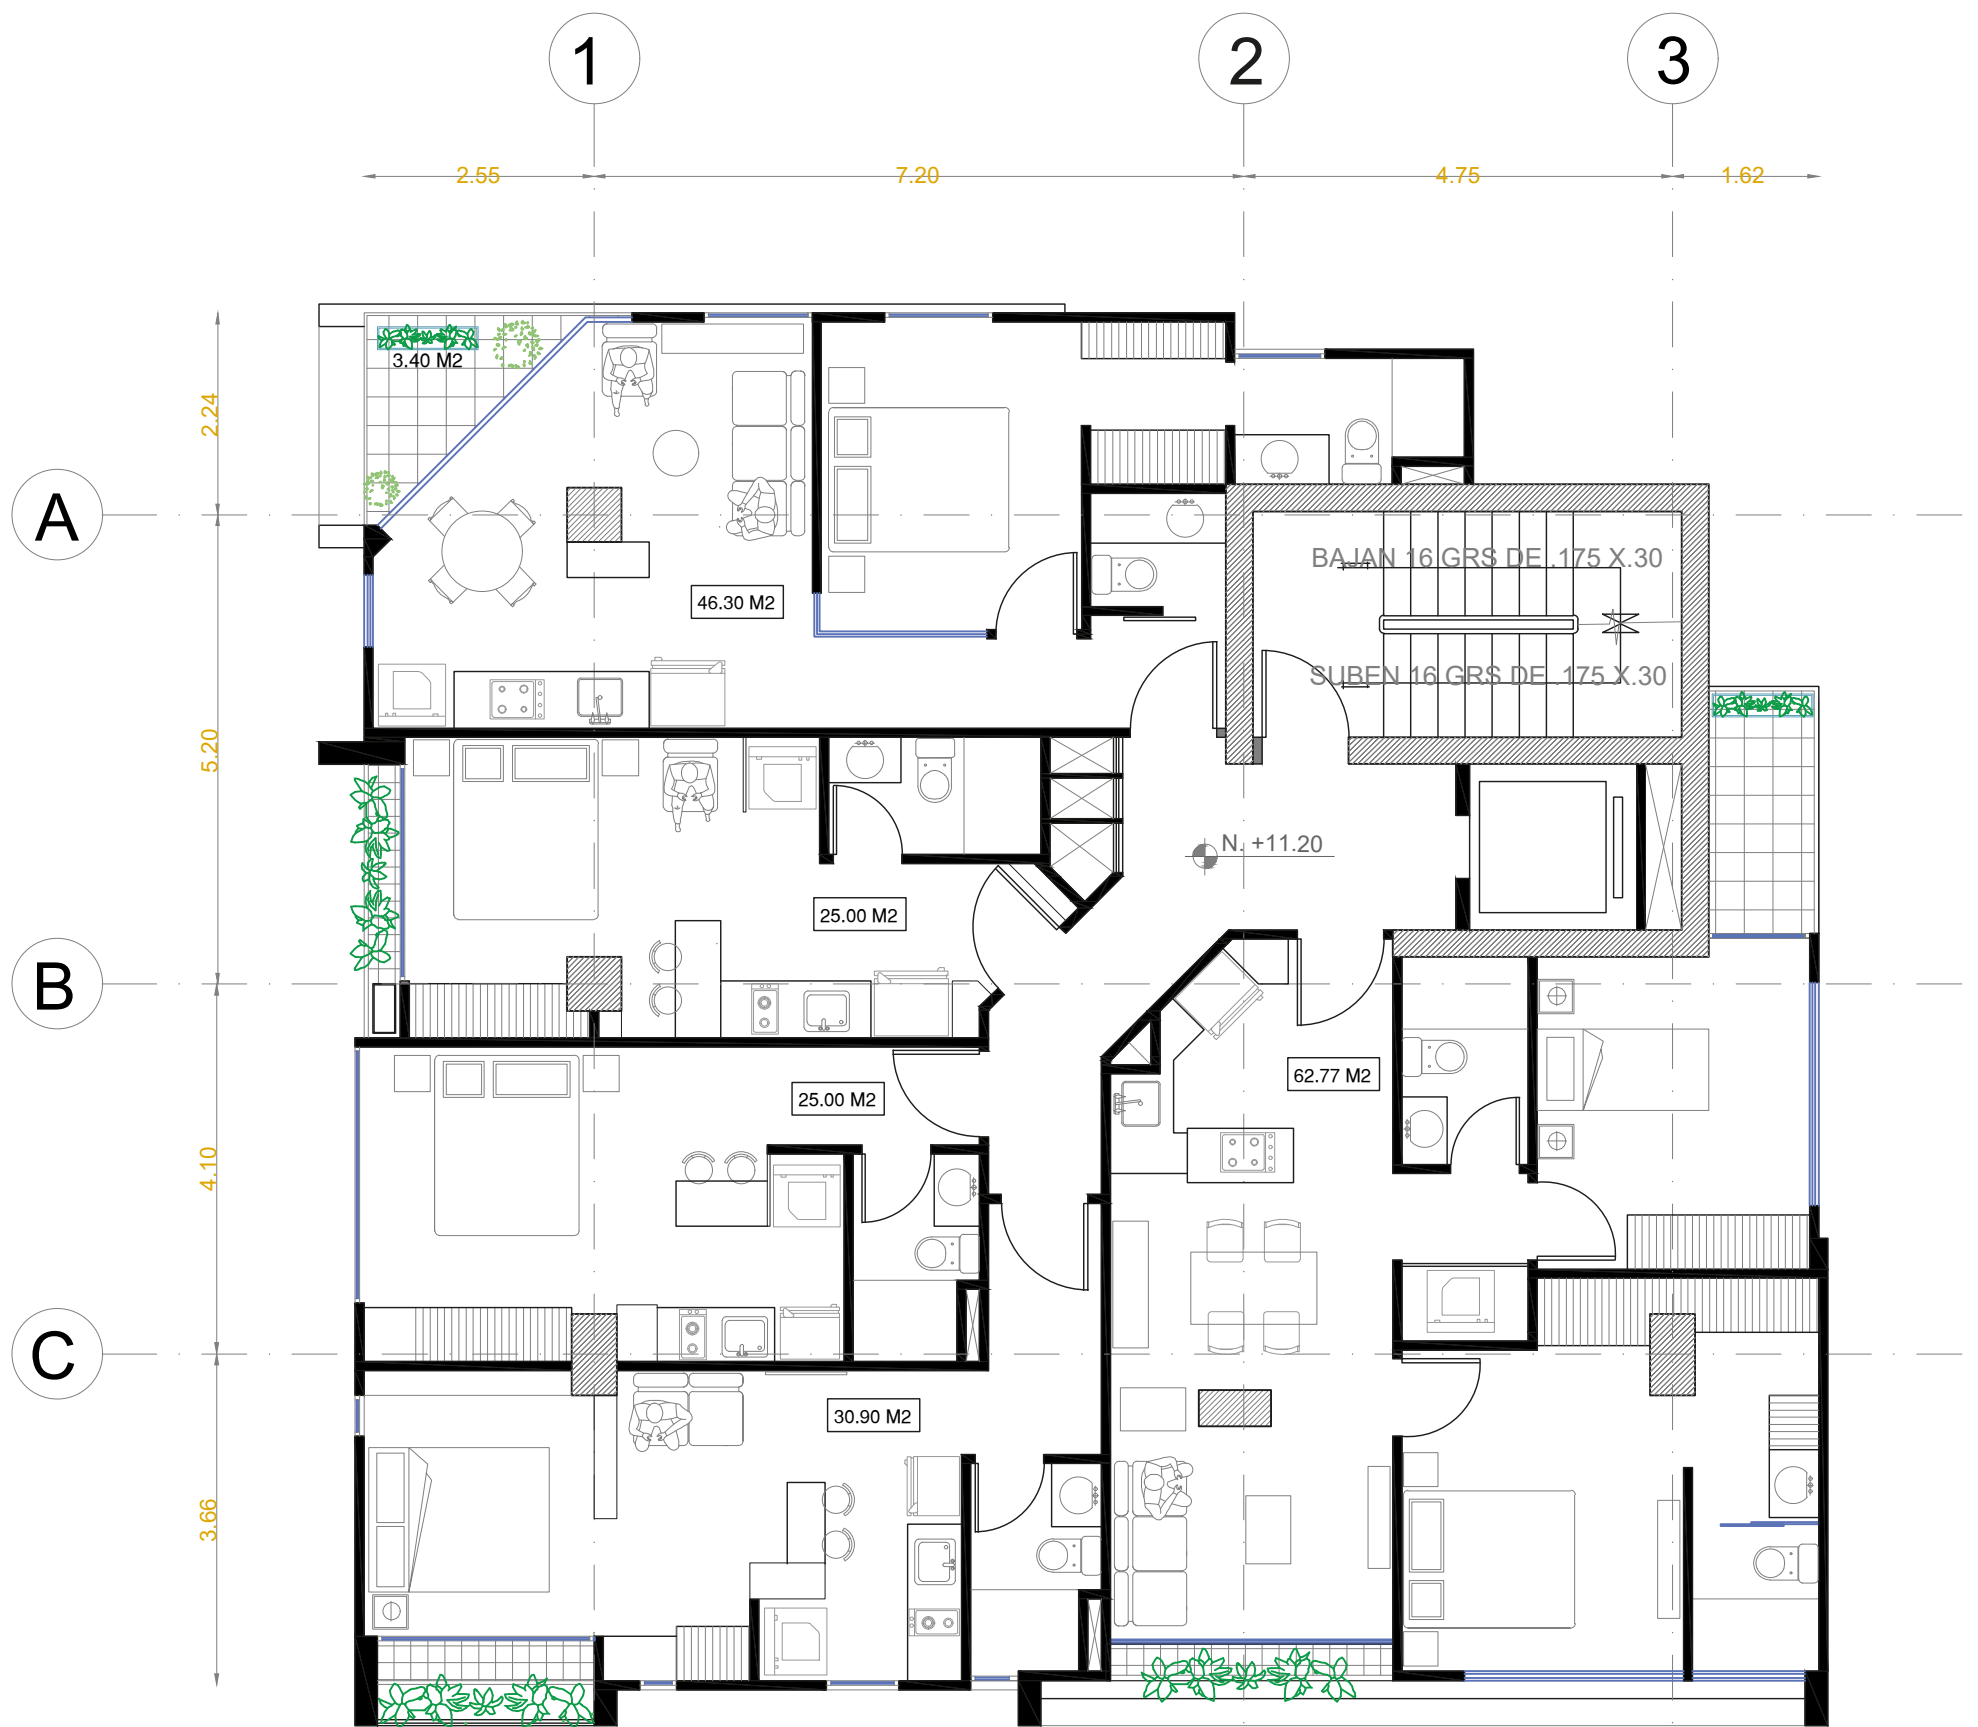 1
2
3
2.55
7.20
4.75
1.62
3.40 M2
2.24
A
BAJAN 16 GRS DE .175 X.30
46.30 M2
SUBEN 16 GRS DE .175 X.30
5.20
N. +11.20
25.00 M2
B
62.77 M2
25.00 M2
4.10
C
30.90 M2
3.66